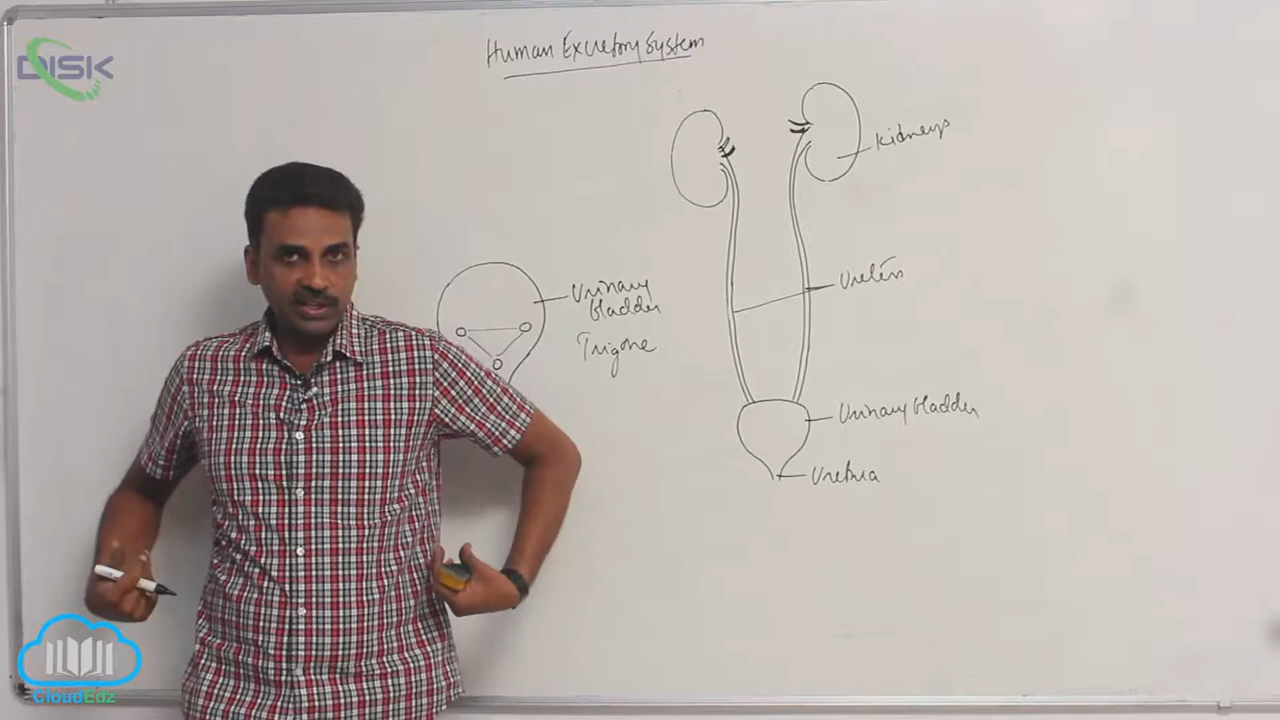 DISK
Human Excretory System
Kidneys
Urinary
bladder
Trigone
Ureters
Urinary bladder
Urethra
CloudEdz